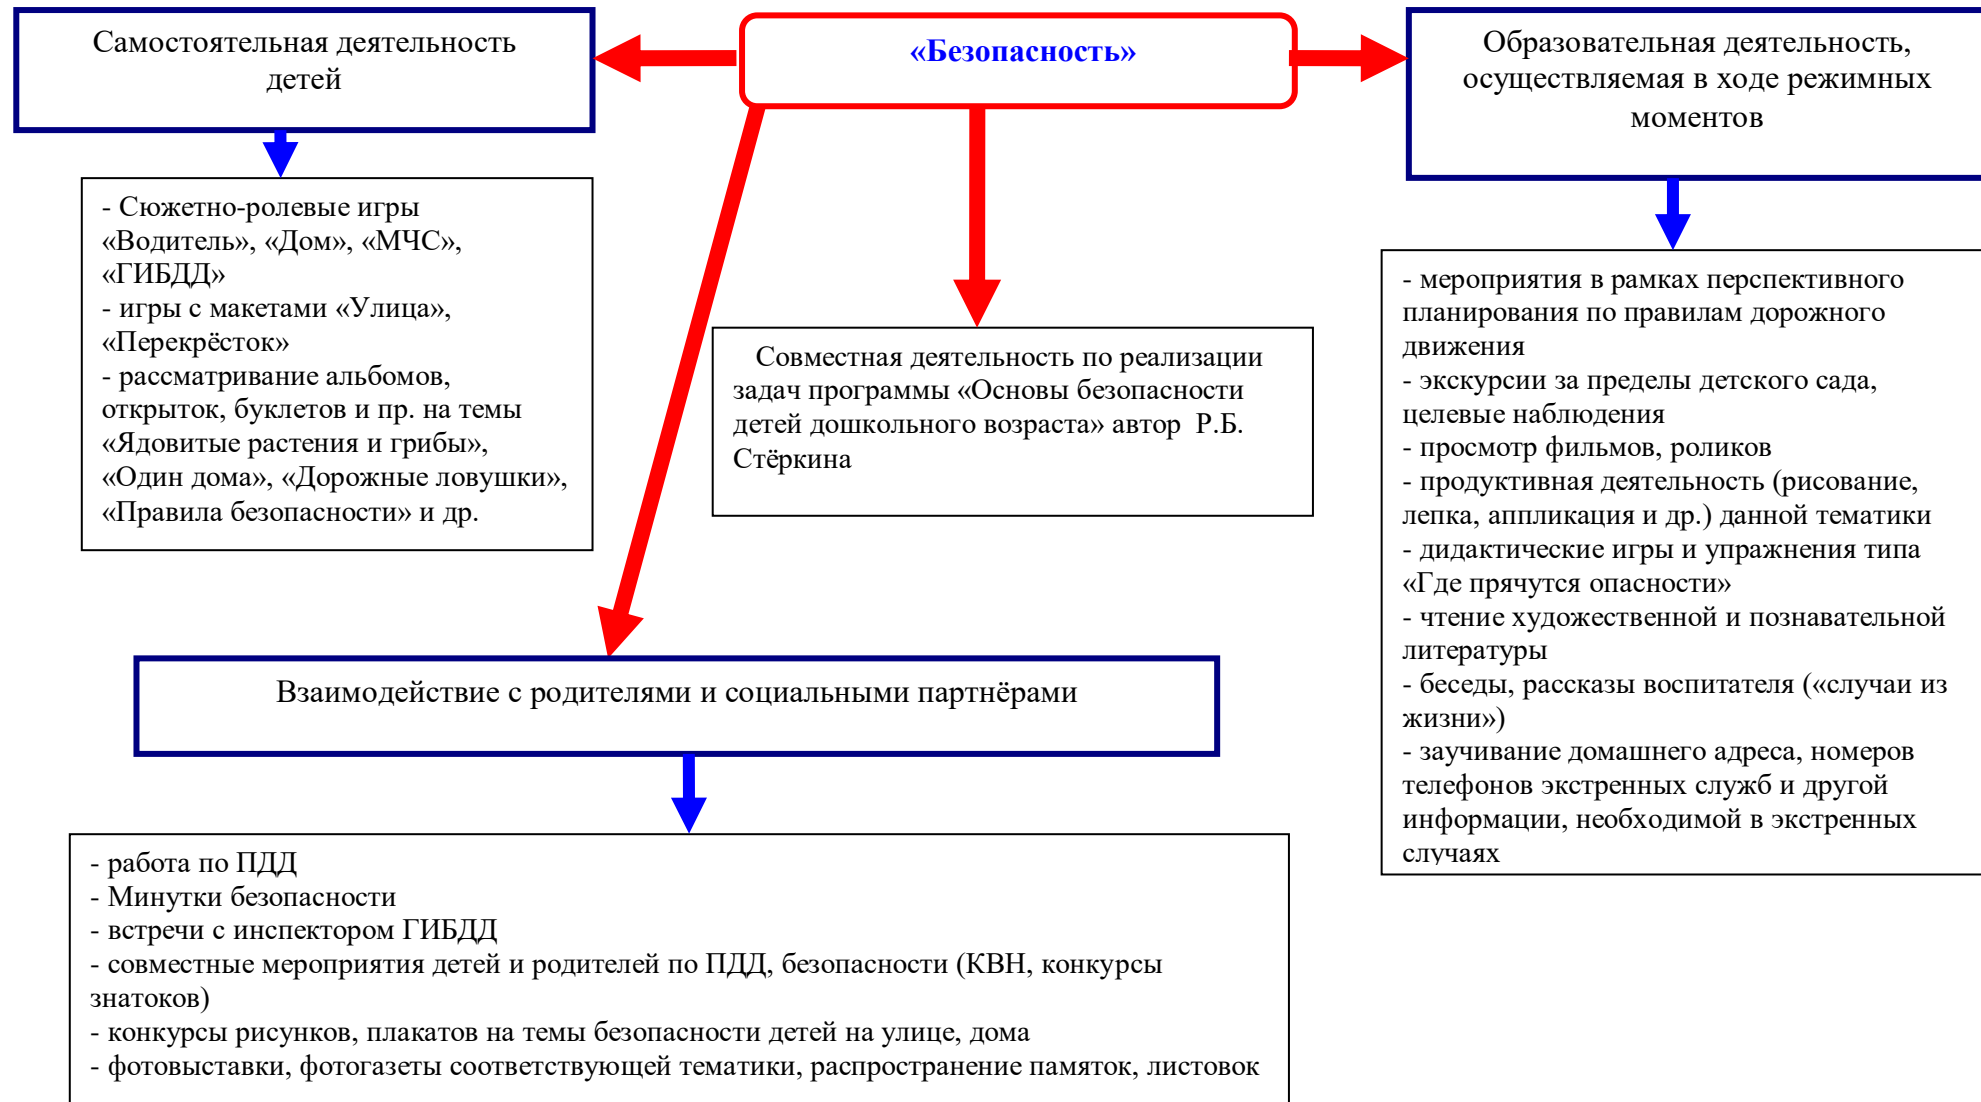 Самостоятельная деятельность
детей
«Безопасность»
Образовательная деятельность,
осуществляемая в ходе режимных
моментов
- Сюжетно-ролевые игры
«Водитель», «Дом», «МЧС»,
«ГИБДД»
- игры с макетами «Улица»,
«Перекрёсток»
- рассматривание альбомов,
открыток, буклетов и пр. на темы
«Ядовитые растения и грибы»,
«Один дома», «Дорожные ловушки»,
«Правила безопасности» и др.
Совместная деятельность по реализации
задач программы «Основы безопасности
детей дошкольного возраста» автор Р.Б.
Стёркина
- мероприятия в рамках перспективного
планирования по правилам дорожного
движения
- экскурсии за пределы детского сада,
целевые наблюдения
- просмотр фильмов, роликов
- продуктивная деятельность (рисование,
лепка, аппликация и др.) данной тематики
- дидактические игры и упражнения типа
«Где прячутся опасности»
- чтение художественной и познавательной
литературы
- беседы, рассказы воспитателя («случаи из
жизни»)
- заучивание домашнего адреса, номеров
телефонов экстренных служб и другой
информации, необходимой в экстренных
случаях
Взаимодействие с родителями и социальными партнёрами
- работа по ПДД
- Минутки безопасности
- встречи с инспектором ГИБДД
- совместные мероприятия детей и родителей по ПДД, безопасности (КВН, конкурсы
знатоков)
- конкурсы рисунков, плакатов на темы безопасности детей на улице, дома
- фотовыставки, фотогазеты соответствующей тематики, распространение памяток, листовок